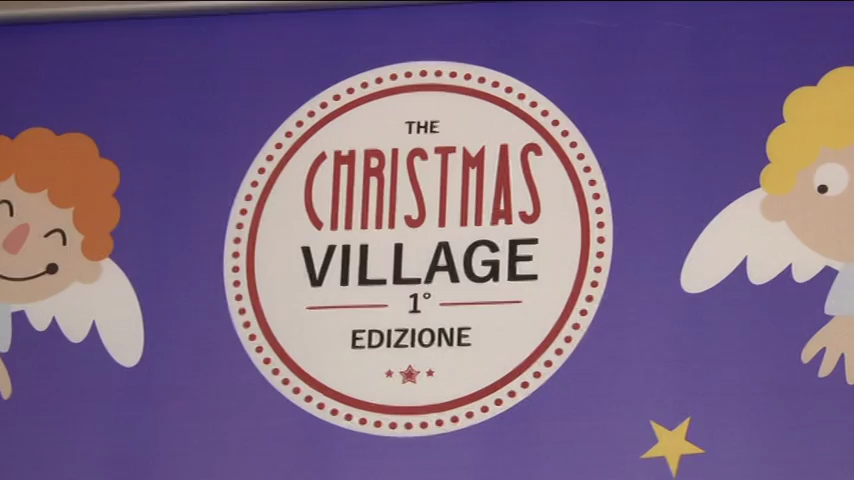 THE
CHRISTMAS
VILLAGE
1°
EDIZIONE